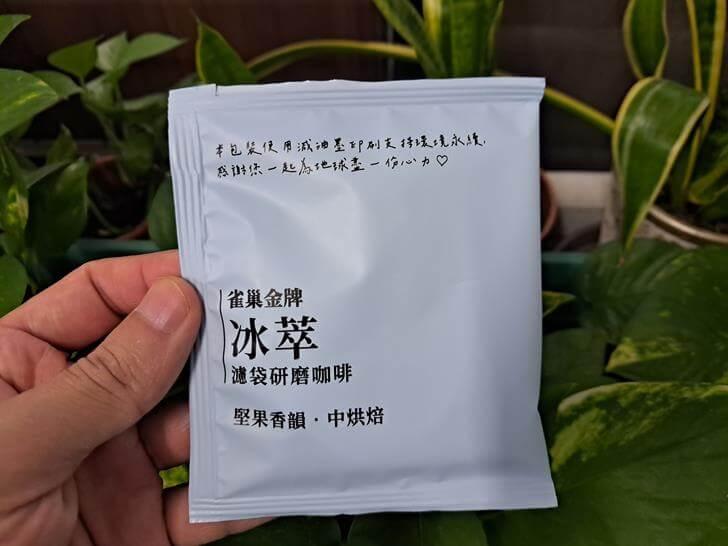 本包裝使用減油墨印刷支持環境永續,
感謝您一起為地球盡一份心力♡
雀巢金牌
冰萃
濾袋研磨咖啡
堅果香韻·中烘焙